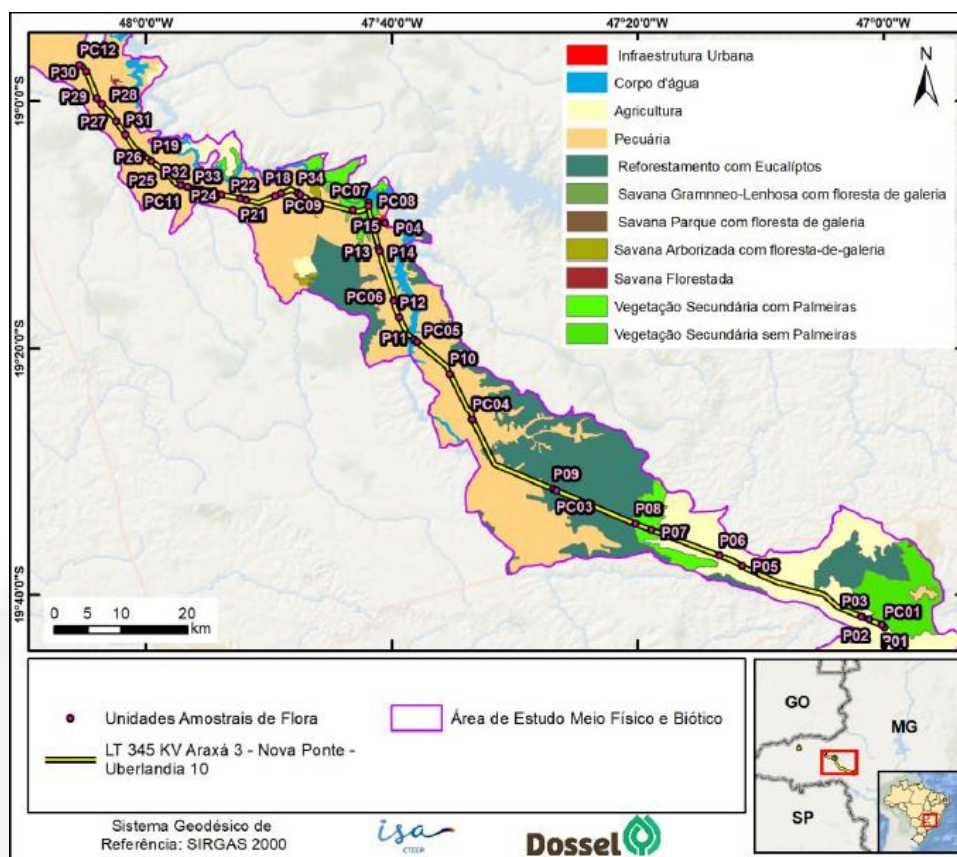 48°0'0"W
47°40'0"W
47°20'0"W
47°0'0"W
19°0'0"S
19°20'0"S
19°40'0"S
N
Infraestrutura Urbana
Corpo d'água
Agricultura
Pecuária
Reforestamento com Eucalíptos
Savana Gramnneo-Lenhosa com floresta de galeria
Savana Parque com floresta de galeria
Savana Arborizada com floresta-de-galeria
Savana Florestada
Vegetação Secundária com Palmeiras
Vegetação Secundária sem Palmeiras
PC12
P30
P29
P28
P27
P31
P26
P19
P25
P32
P33
PC11
P24
P22
P21
P18
P34
PC09
PC07
PC08
P15
P04
P13
P14
PC06
P12
P11
PC05
P10
PC04
P09
PC03
P08
P07
P06
P05
P03
PC01
P02
P01
0 5 10 20
km
Unidades Amostrais de Flora
Área de Estudo Meio Físico e Biótico
LT 345 KV Araxá 3 - Nova Ponte -
Uberlandia 10
GO
MG
SP
Sistema Geodésico de
Referência: SIRGAS 2000
isa
CTEEP
Dossel